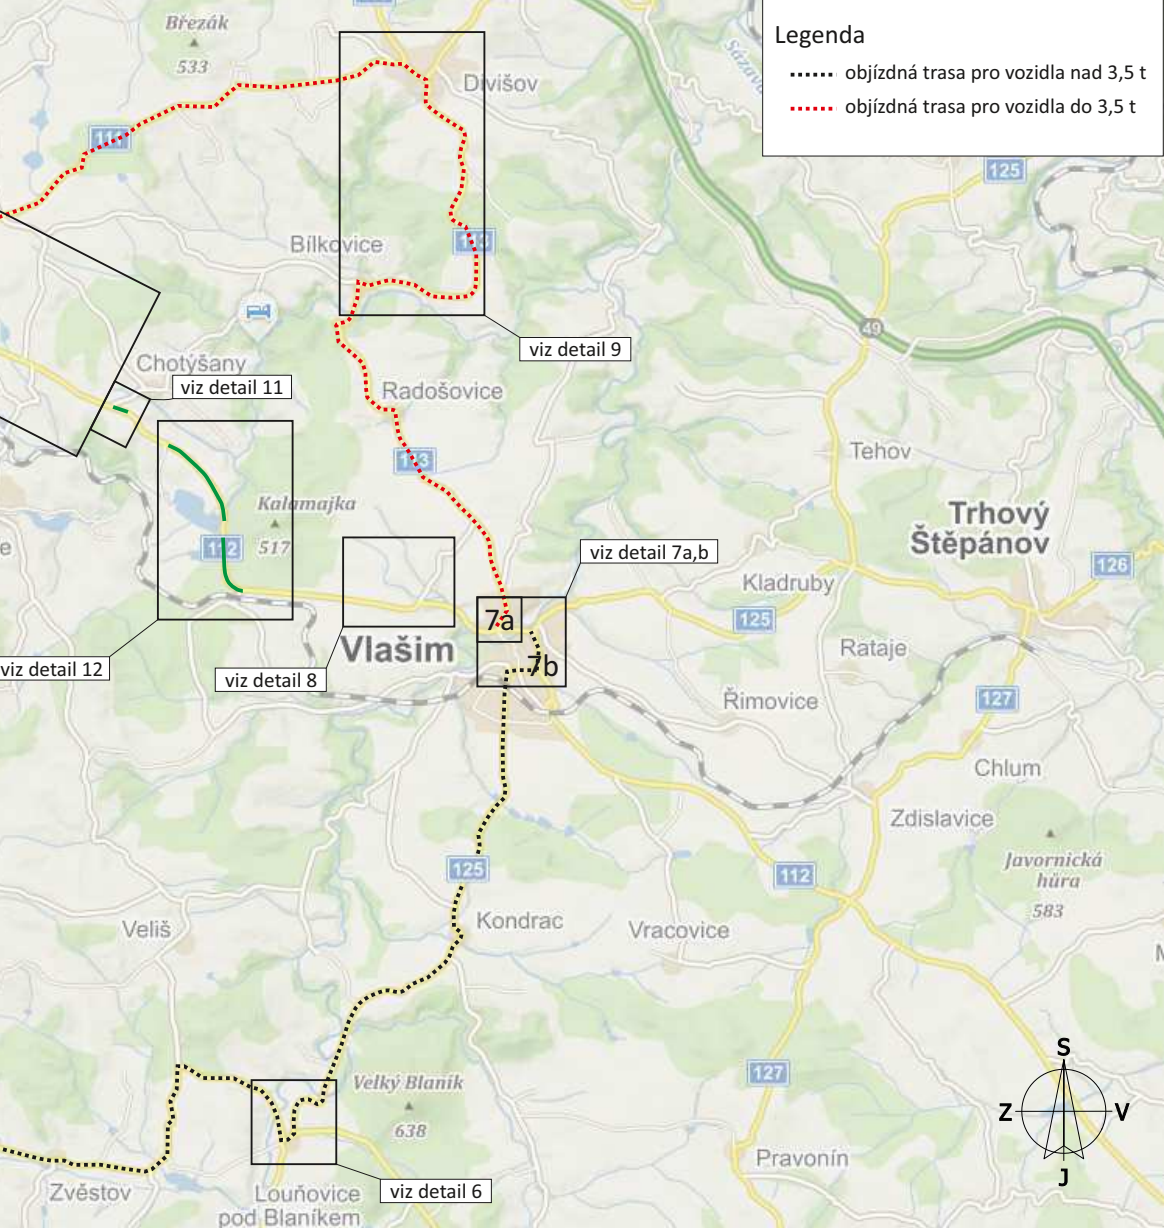 Březák
533
Divišov
Legenda
objízdná trasa pro vozidla nad 3,5 t
objízdná trasa pro vozidla do 3,5 t
111
125
Bílkovice
viz detail 9
49
Chotýšany
viz detail 11
Radošovice
113
Tehov
Kalamajka
517
Trhový
Štěpánov
viz detail 7a,b
126
Kladruby
125
7a
7b
Vlašim
viz detail 12
viz detail 8
Rataje
127
Římovice
Chlum
Zdislavice
Javornická
hůra
583
112
125
Kondrac
Veliš
Vracovice
127
Velký Blaník
638
S
Z
V
J
Pravonín
Zvěstov
Louňovice
pod Blaníkem
viz detail 6